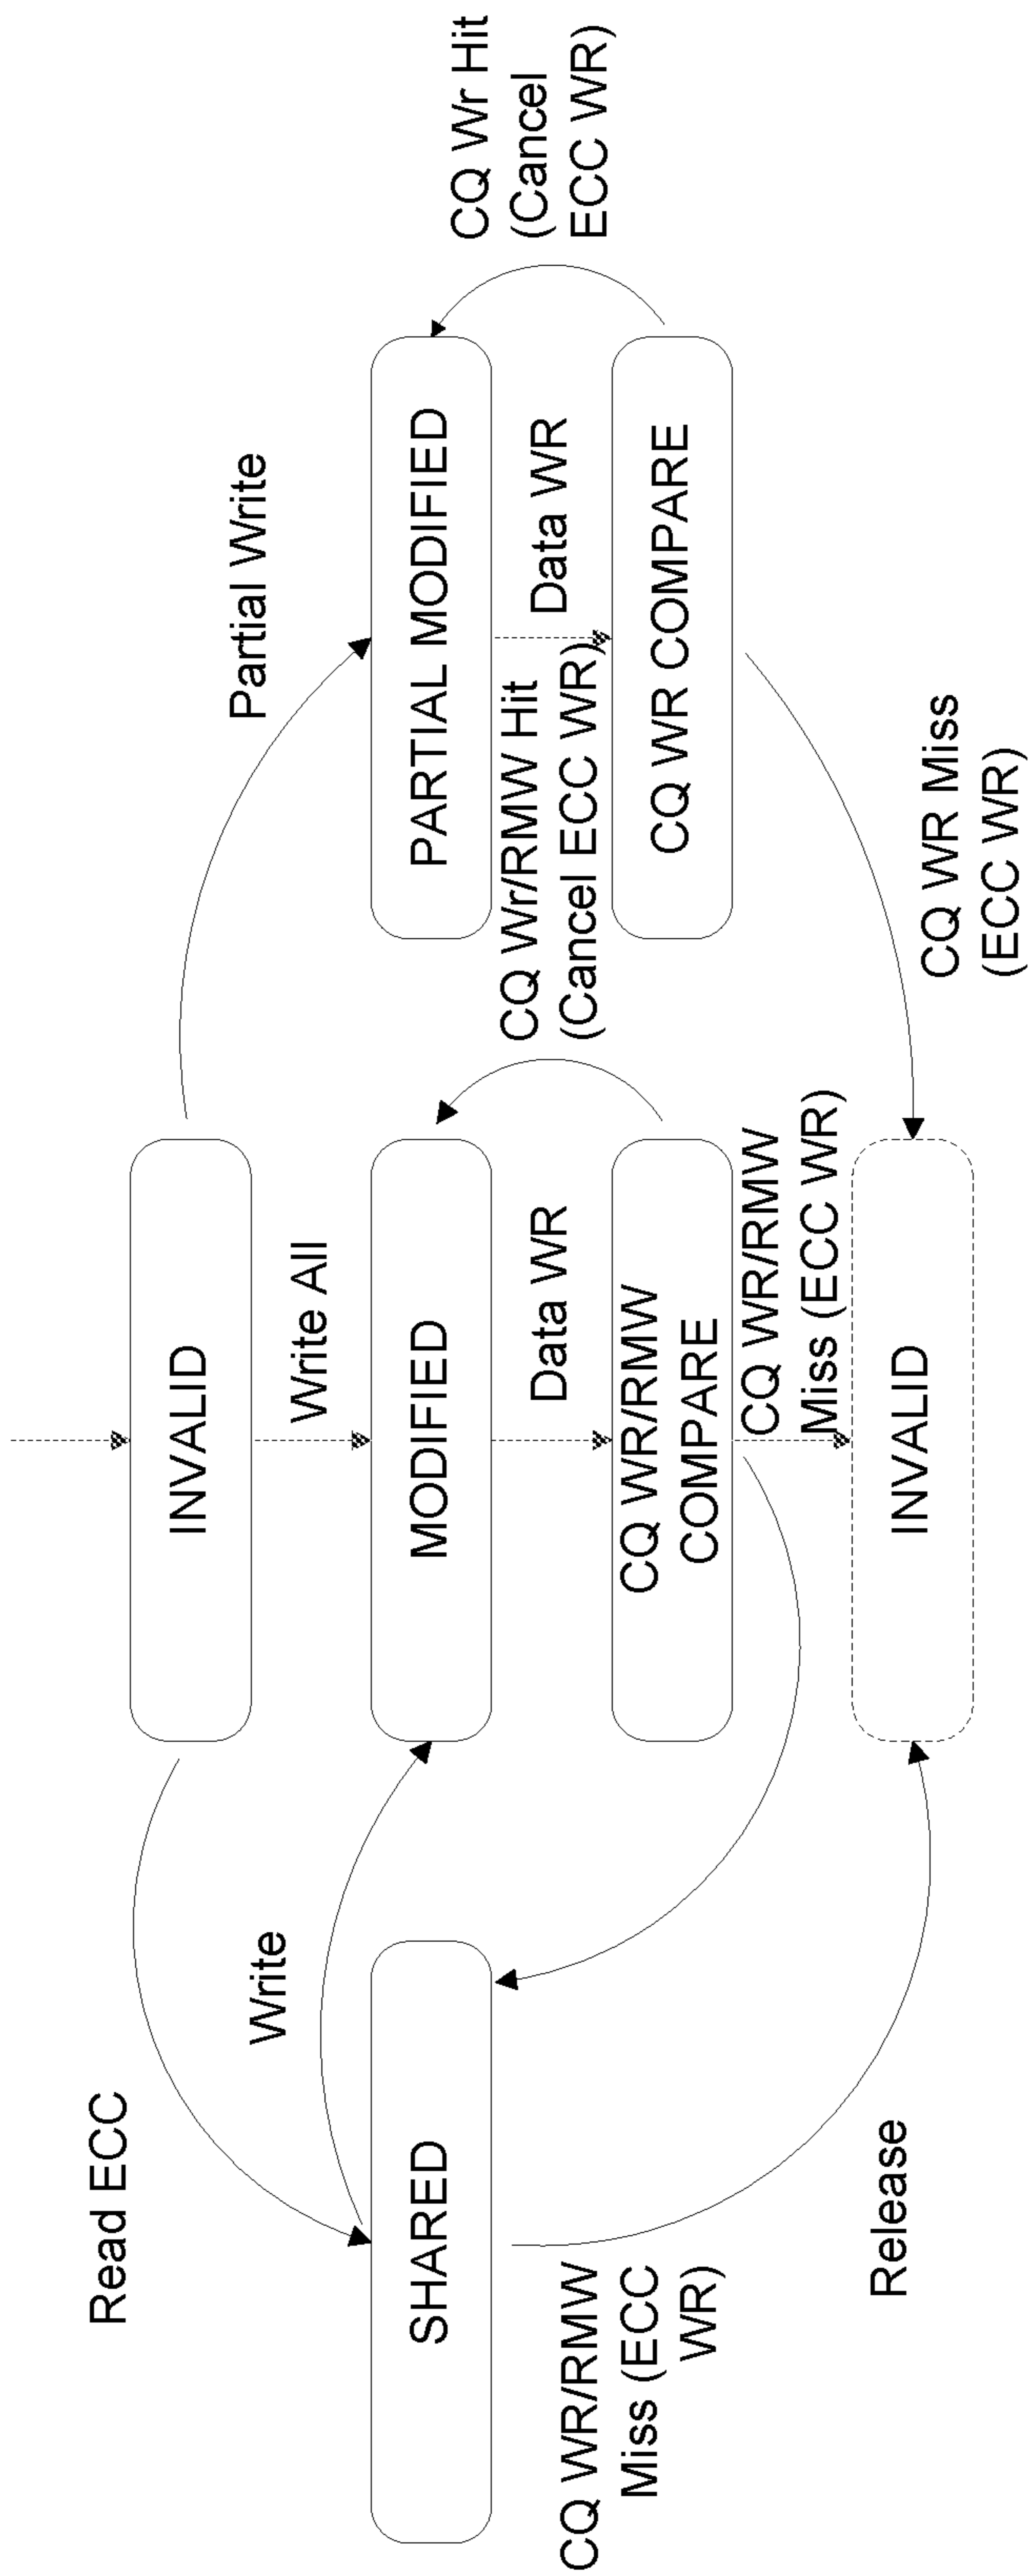 Read ECC
INVALID
Partial Write
Write
Write All
SHARED
MODIFIED
PARTIAL MODIFIED
CQ Wr Hit
(Cancel
ECC WR)
CQ Wr/RMW Hit
(Cancel ECC WR)
Data WR
Data WR
CQ WR/RMW
Miss (ECC
WR)
CQ WR/RMW
COMPARE
CQ WR COMPARE
CQ WR/RMW
Miss (ECC WR)
Release
INVALID
CQ WR Miss
(ECC WR)